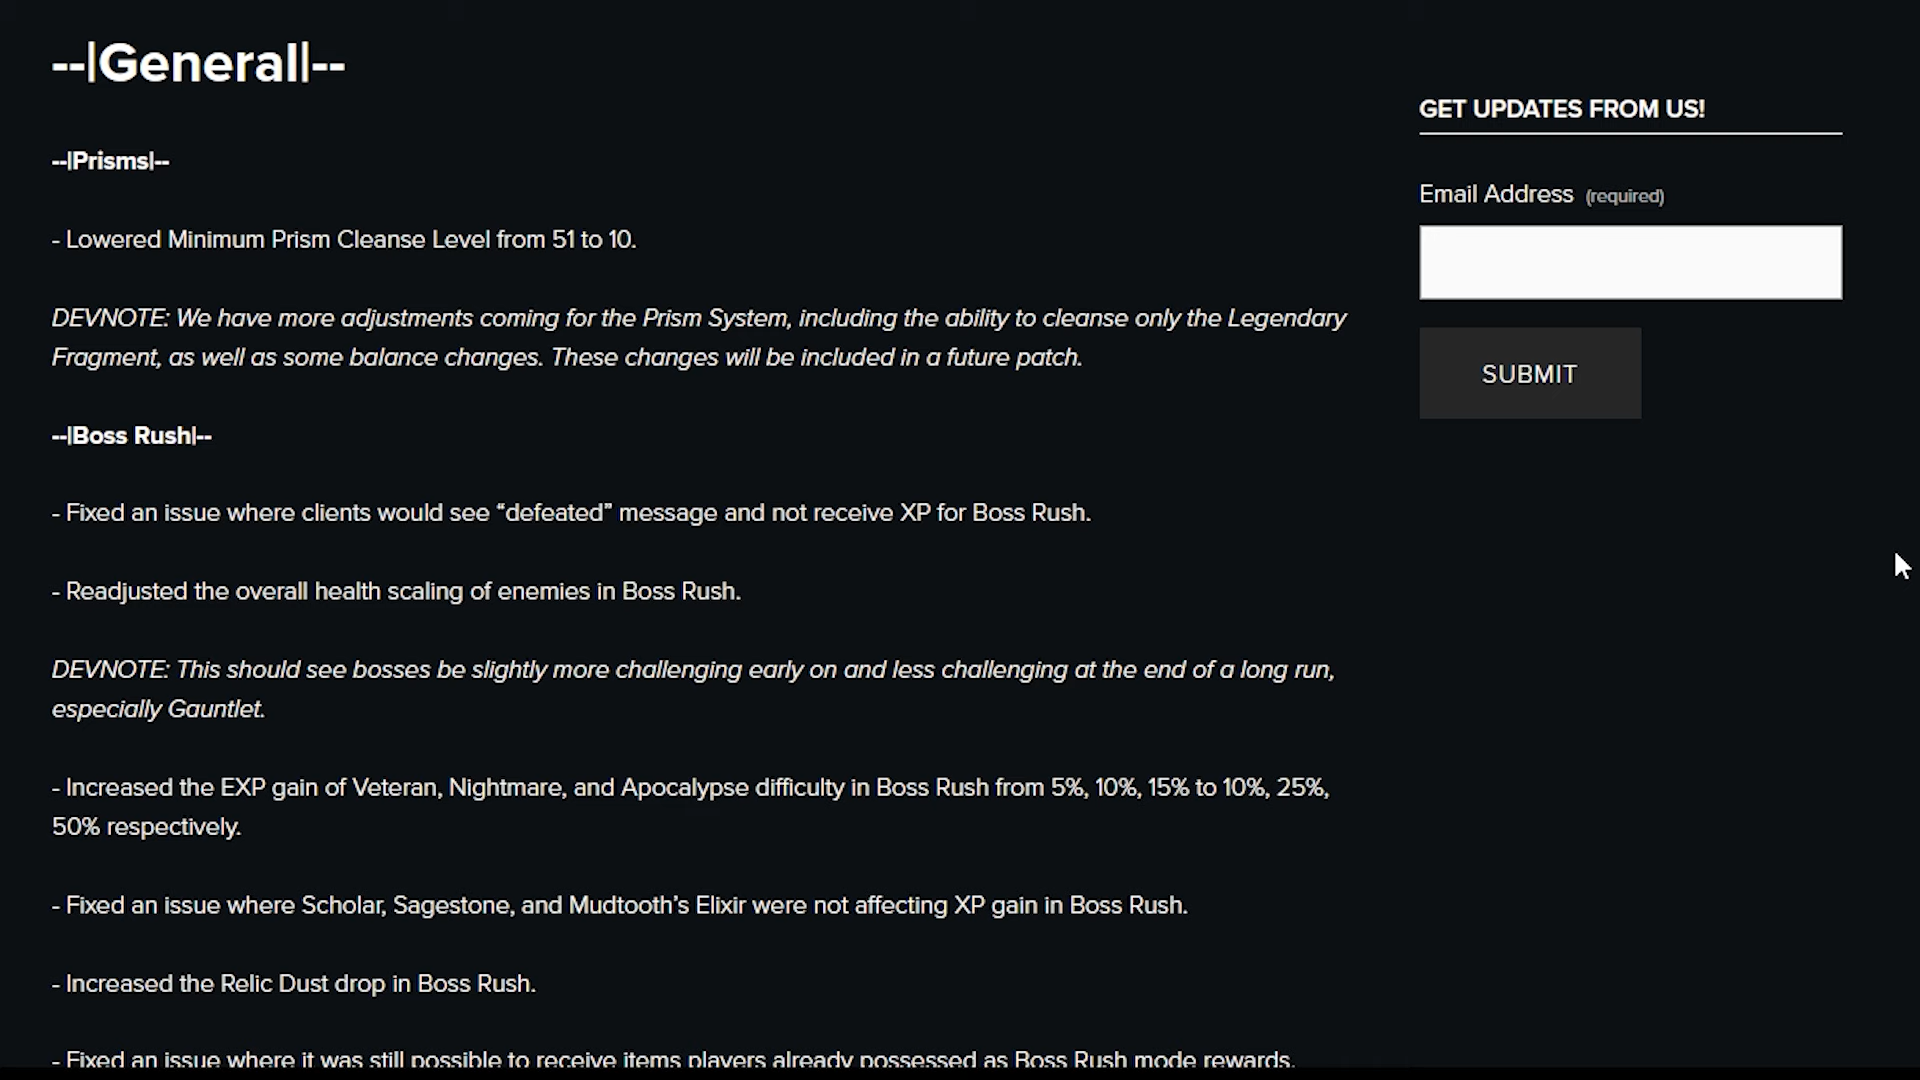 --|General|--
--|Prisms|--
- Lowered Minimum Prism Cleanse Level from 51 to 10.
DEVNOTE: We have more adjustments coming for the Prism System, including the ability to cleanse only the Legendary
Fragment, as well as some balance changes. These changes will be included in a future patch.
--|Boss Rush|--
- Fixed an issue where clients would see “defeated” message and not receive XP for Boss Rush.
- Readjusted the overall health scaling of enemies in Boss Rush.
DEVNOTE: This should see bosses be slightly more challenging early on and less challenging at the end of a long run,
especially Gauntlet.
- Increased the EXP gain of Veteran, Nightmare, and Apocalypse difficulty in Boss Rush from 5%, 10%, 15% to 10%, 25%,
50% respectively.
- Fixed an issue where Scholar, Sagestone, and Mudtooth’s Elixir were not affecting XP gain in Boss Rush.
- Increased the Relic Dust drop in Boss Rush.
- Fixed an issue where it was still possible to receive items players already possessed as Boss Rush mode rewards.
GET UPDATES FROM US!
Email Address (required)
SUBMIT